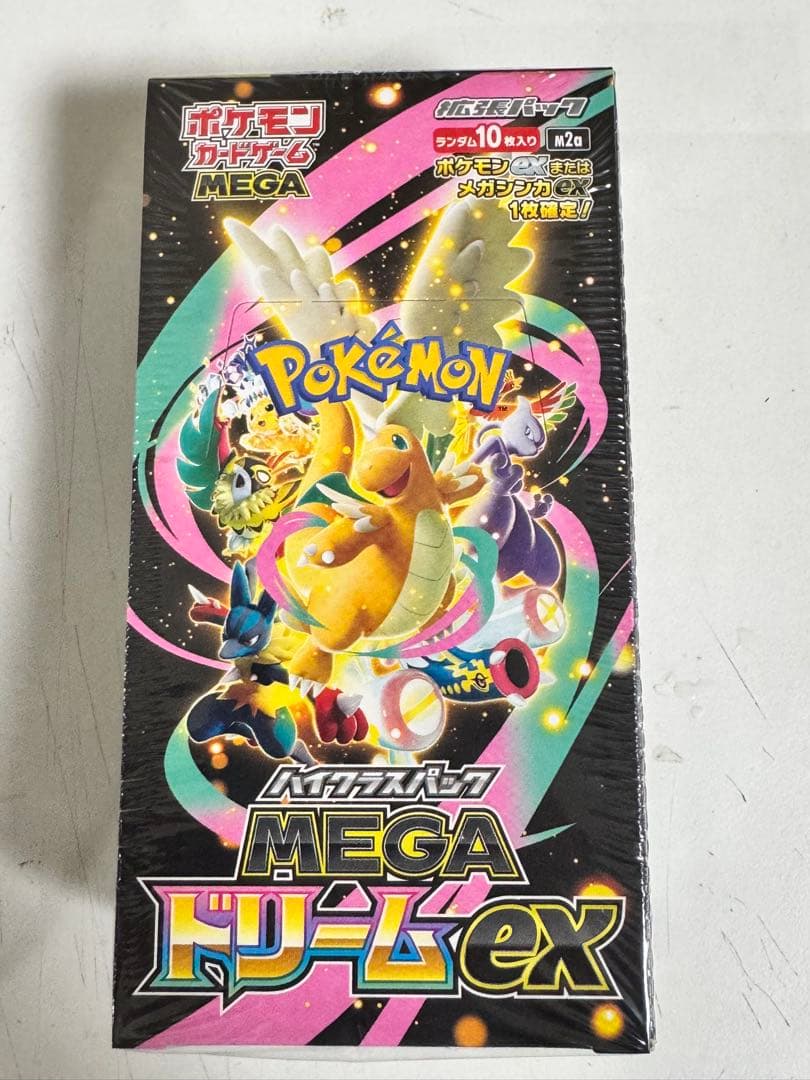 ポケモン
カードゲーム™
MEGA
拡張パック
ランダム10枚入り M2a
ポケモンexまたは
メガシンカex
1枚確定!
POKéMON™
ハイクラスパック
MEGA
ドリームex